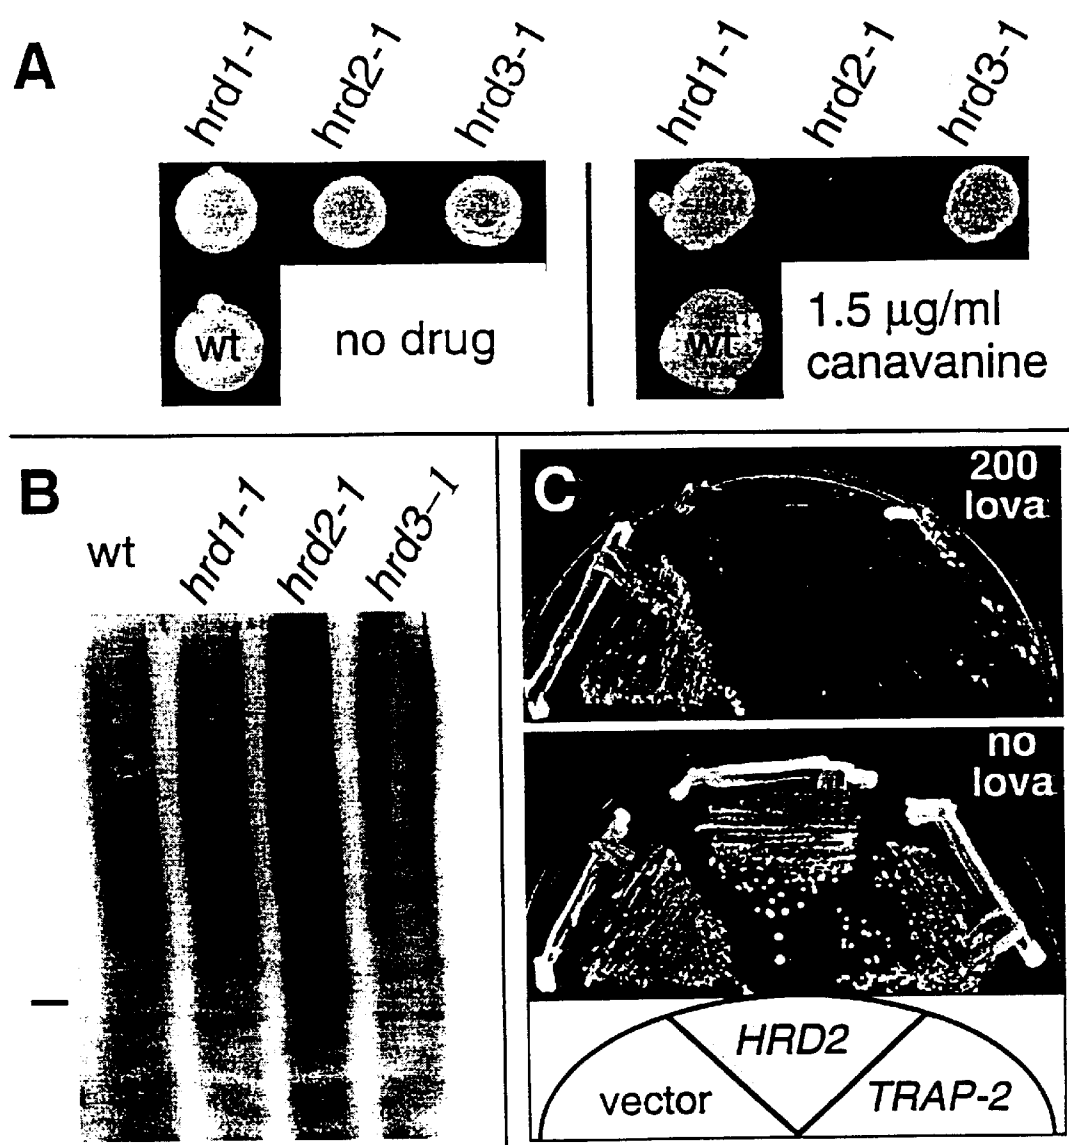 A
hrd1-1
hrd2-1
hrd3-1
hrd1-1
hrd2-1
hrd3-1
wt
no drug
wt
1.5 µg/ml
canavanine
B
wt
hrd1-1
hrd2-1
hrd3–1
C
200
lova
no
lova
HRD2
vector
TRAP-2